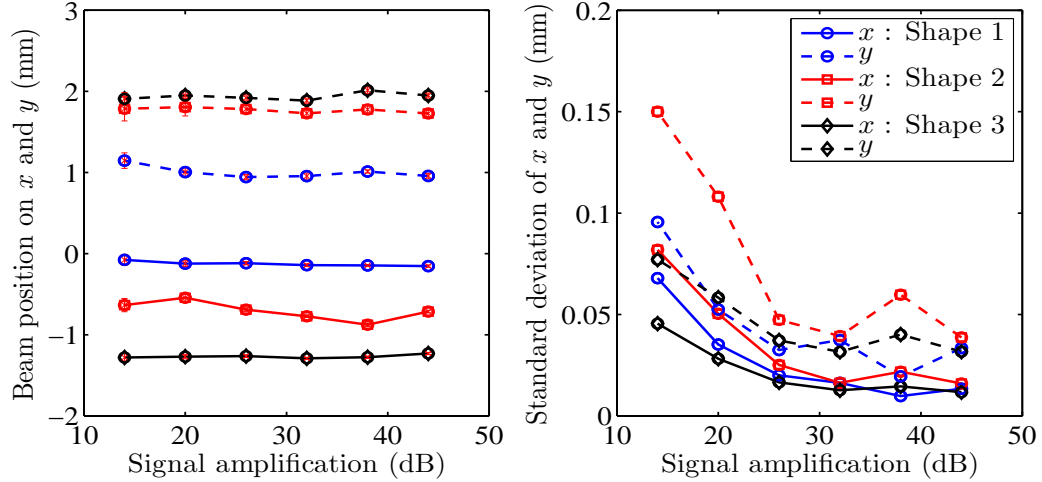 Beam position on x and y (mm)
3
2
1
0
−1
−2
10 20 30 40 50
Signal amplification (dB)
Standard deviation of x and y (mm)
0.2
0.15
0.1
0.05
0
10 20 30 40 50
Signal amplification (dB)
x : Shape 1
y
x : Shape 2
y
x : Shape 3
y